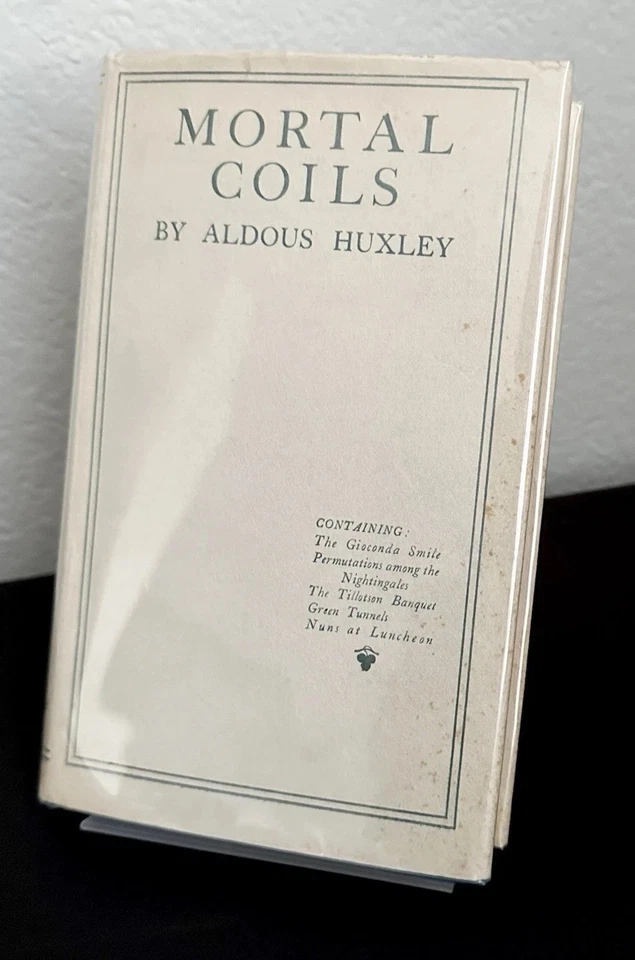 MORTAL
COILS
BY ALDOUS HUXLEY
CONTAINING:
The Gioconda Smile
Permutations among the
Nightingales
The Tillotson Banquet
Green Tunnels
Nuns at Luncheon